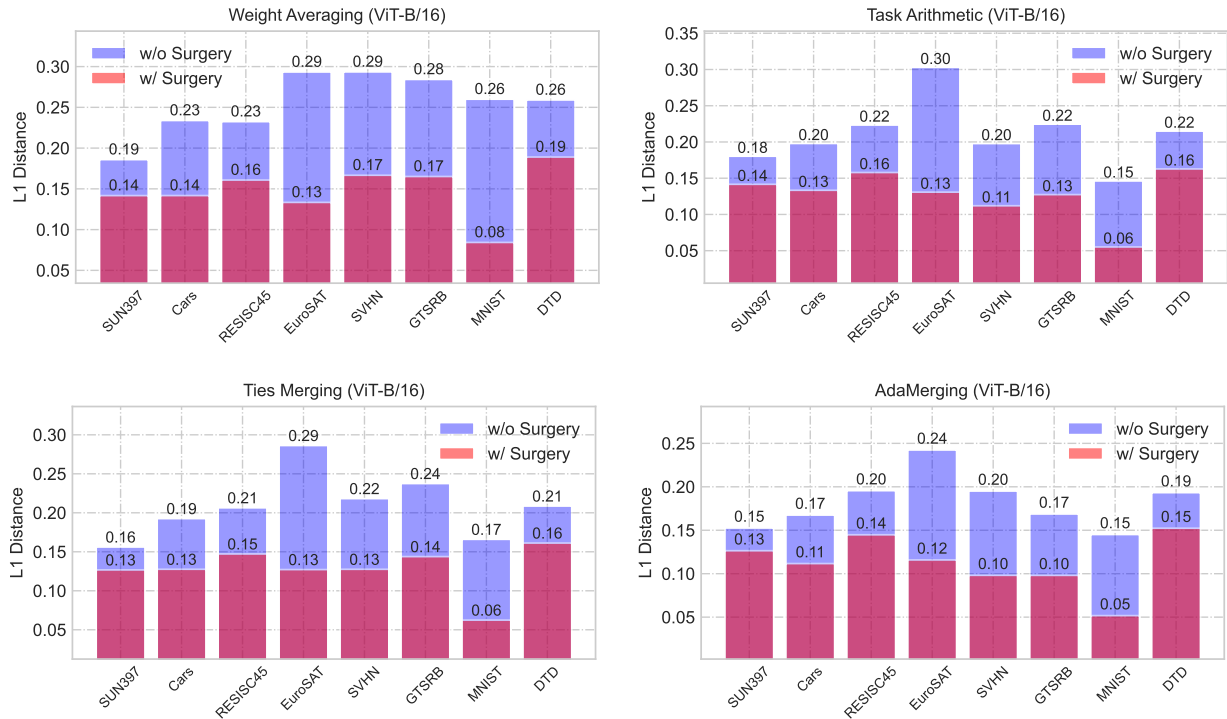 Weight Averaging (ViT-B/16)
L1 Distance
0.30
0.25
0.20
0.15
0.10
0.05
w/o Surgery
w/ Surgery
0.19 0.23 0.23 0.29 0.29 0.28 0.26 0.26
0.14 0.14 0.16 0.13 0.17 0.17 0.08 0.19
SUN397 Cars RESISC45 EuroSAT SVHN GTSRB MNIST DTD
Task Arithmetic (ViT-B/16)
L1 Distance
0.35
0.30
0.25
0.20
0.15
0.10
0.05
w/o Surgery
w/ Surgery
0.18 0.20 0.22 0.30 0.20 0.22 0.15 0.22
0.14 0.13 0.16 0.13 0.11 0.13 0.06 0.16
SUN397 Cars RESISC45 EuroSAT SVHN GTSRB MNIST DTD
Ties Merging (ViT-B/16)
L1 Distance
0.30
0.25
0.20
0.15
0.10
0.05
w/o Surgery
w/ Surgery
0.16 0.19 0.21 0.29 0.22 0.24 0.17 0.21
0.13 0.13 0.15 0.13 0.13 0.14 0.06 0.16
SUN397 Cars RESISC45 EuroSAT SVHN GTSRB MNIST DTD
AdaMerging (ViT-B/16)
L1 Distance
0.25
0.20
0.15
0.10
0.05
w/o Surgery
w/ Surgery
0.15 0.17 0.20 0.24 0.20 0.17 0.15 0.19
0.13 0.11 0.14 0.12 0.10 0.10 0.05 0.15
SUN397 Cars RESISC45 EuroSAT SVHN GTSRB MNIST DTD